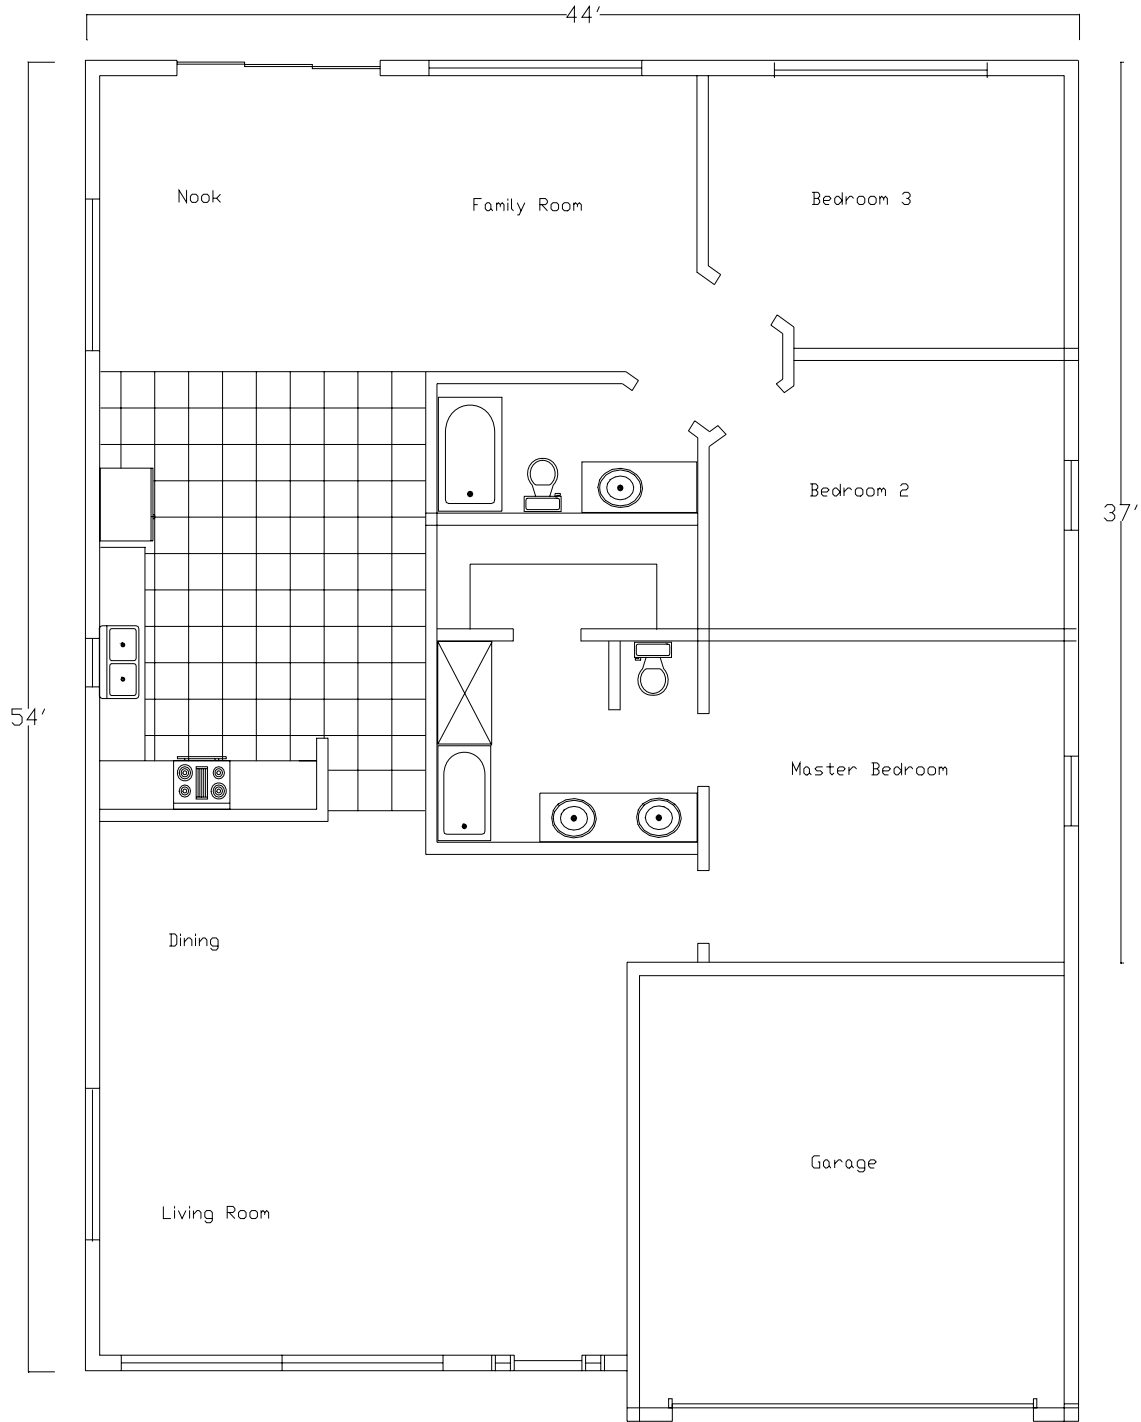 44'
Nook
Family Room
Bedroom 3
Bedroom 2
37'
54'
Master Bedroom
Dining
Garage
Living Room